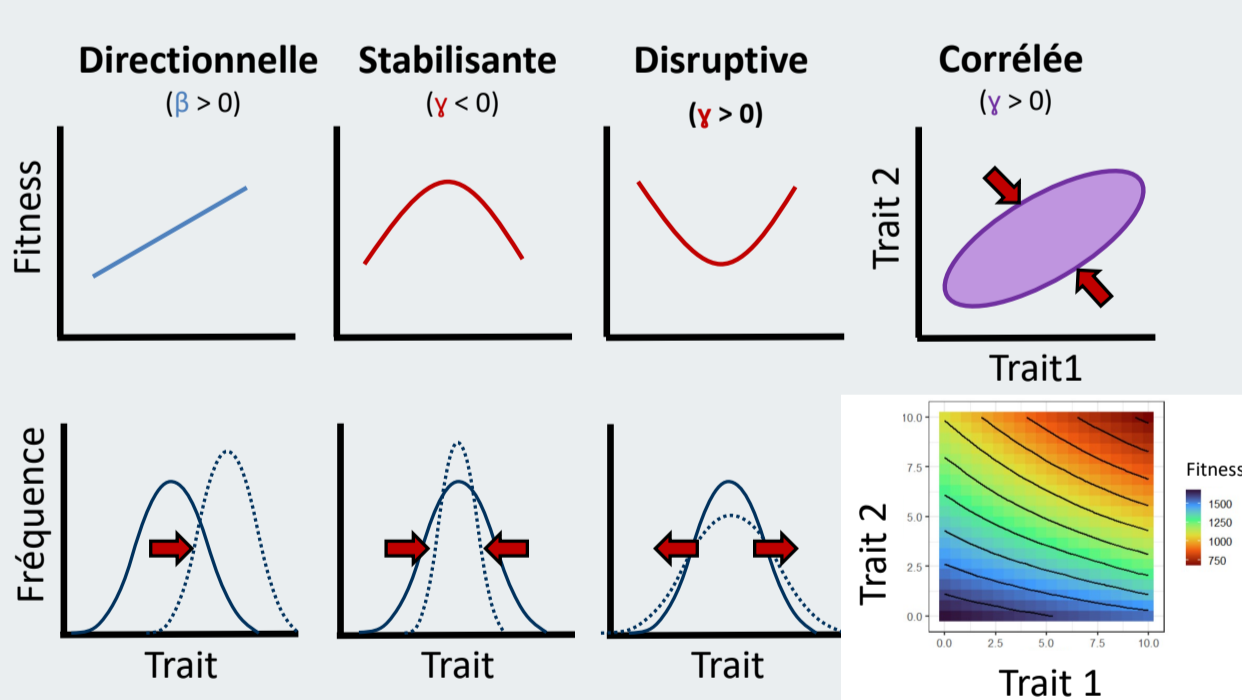 Directionnelle
(β > 0)
Stabilisante
(ɣ < 0)
Disruptive
(ɣ > 0)
Corrélée
(ɣ > 0)
Fitness
Trait 2
Trait1
Fréquence
Trait
Trait
Trait
Trait 2
10.0
7.5
5.0
2.5
0.0
0.0
2.5
5.0
7.5
10.0
Trait 1
Fitness
1500
1250
1000
750